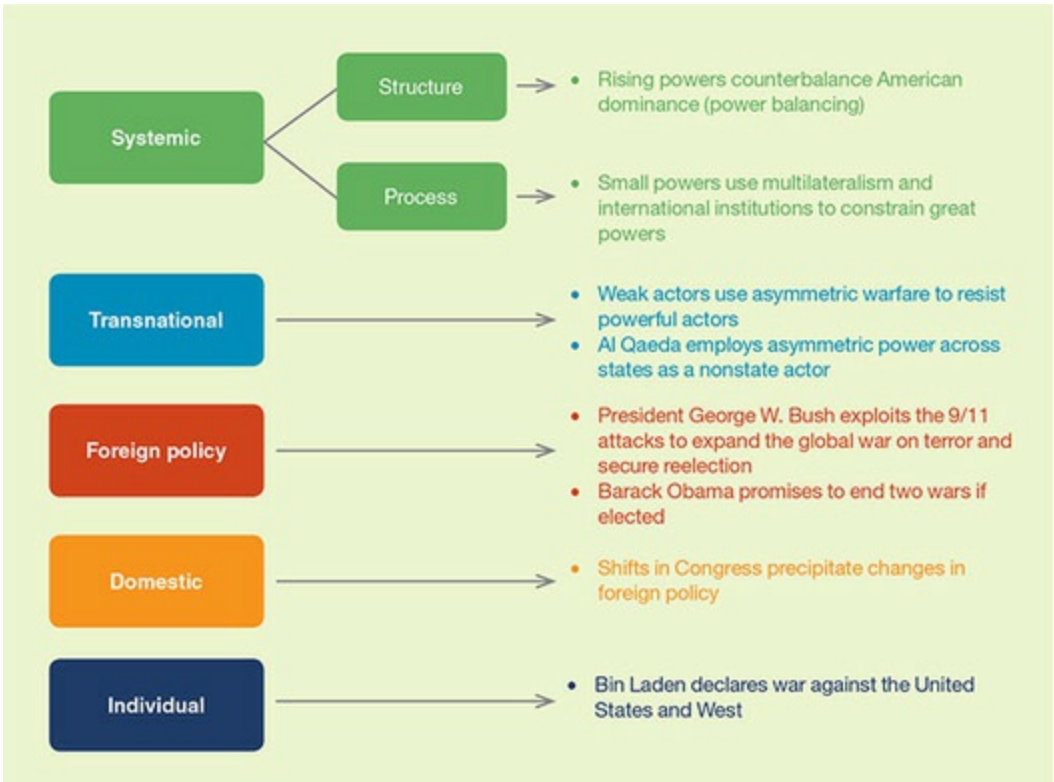 Systemic
Structure
• Rising powers counterbalance American
dominance (power balancing)
Process
• Small powers use multilateralism and
international institutions to constrain great
powers
Transnational
• Weak actors use asymmetric warfare to resist
powerful actors
• Al Qaeda employs asymmetric power across
states as a nonstate actor
Foreign policy
• President George W. Bush exploits the 9/11
attacks to expand the global war on terror and
secure reelection
• Barack Obama promises to end two wars if
elected
Domestic
• Shifts in Congress precipitate changes in
foreign policy
Individual
• Bin Laden declares war against the United
States and West